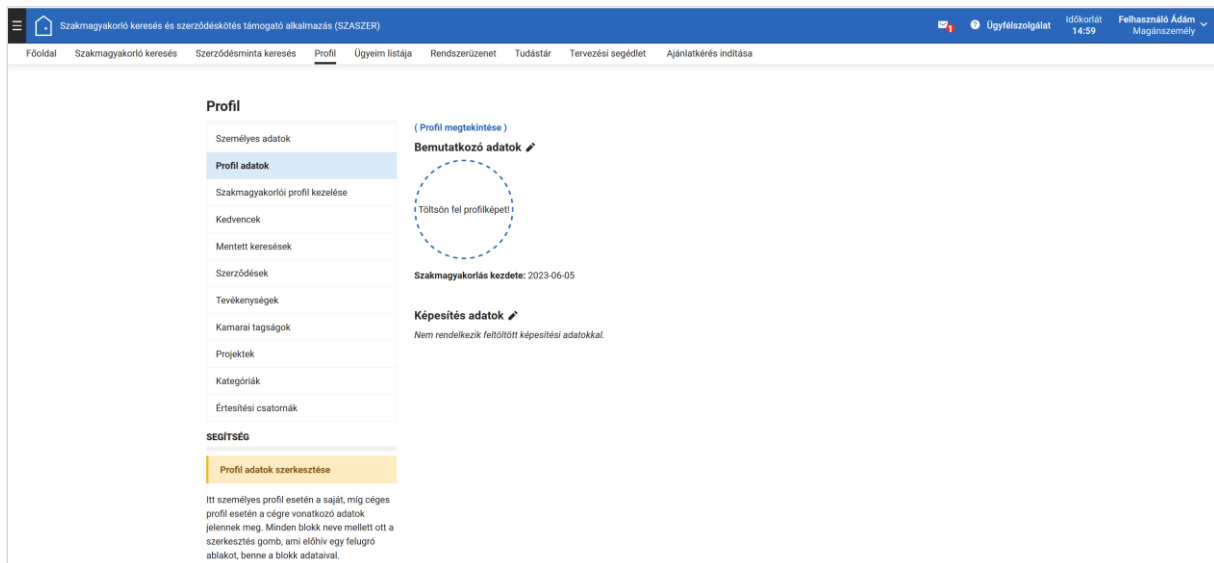 Szakmagyakorló keresés és szerződéskötés támogató alkalmazás (SZASZER)
1
Ügyfélszolgálat
Időkorlát
14:59
Felhasználó Ádám
Magánszemély
Főoldal Szakmagyakorló keresés Szerződésminta keresés Profil Ügyeim listája Rendszerüzenet Tudástár Tervezési segédlet Ajánlatkérés indítása
Profil
Személyes adatok
Profil adatok
Szakmagyakorlói profil kezelése
Kedvencek
Mentett keresések
Szerződések
Tevékenységek
Kamarai tagságok
Projektek
Kategóriák
Értesítési csatornák
SEGÍTSÉG
Profil adatok szerkesztése
Itt személyes profil esetén a saját, míg céges
profil esetén a cégre vonatkozó adatok
jelennek meg. Minden blokk neve mellett ott a
szerkesztés gomb, ami előhív egy felugró
ablakot, benne a blokk adataival.
( Profil megtekintése )
Bemutatkozó adatok
Töltsön fel profilképet!
Szakmagyakorlás kezdete: 2023-06-05
Képesítés adatok
Nem rendelkezik feltöltött képesítési adatokkal.